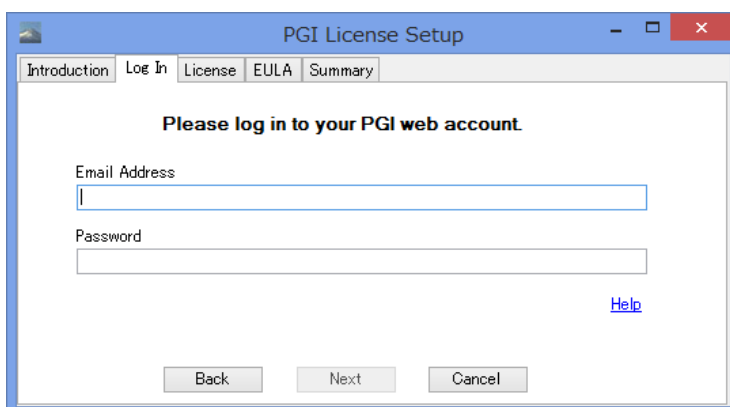 PGI License Setup
Introduction Log In License EULA Summary
Please log in to your PGI web account.
Email Address
Password
Help
Back Next Cancel